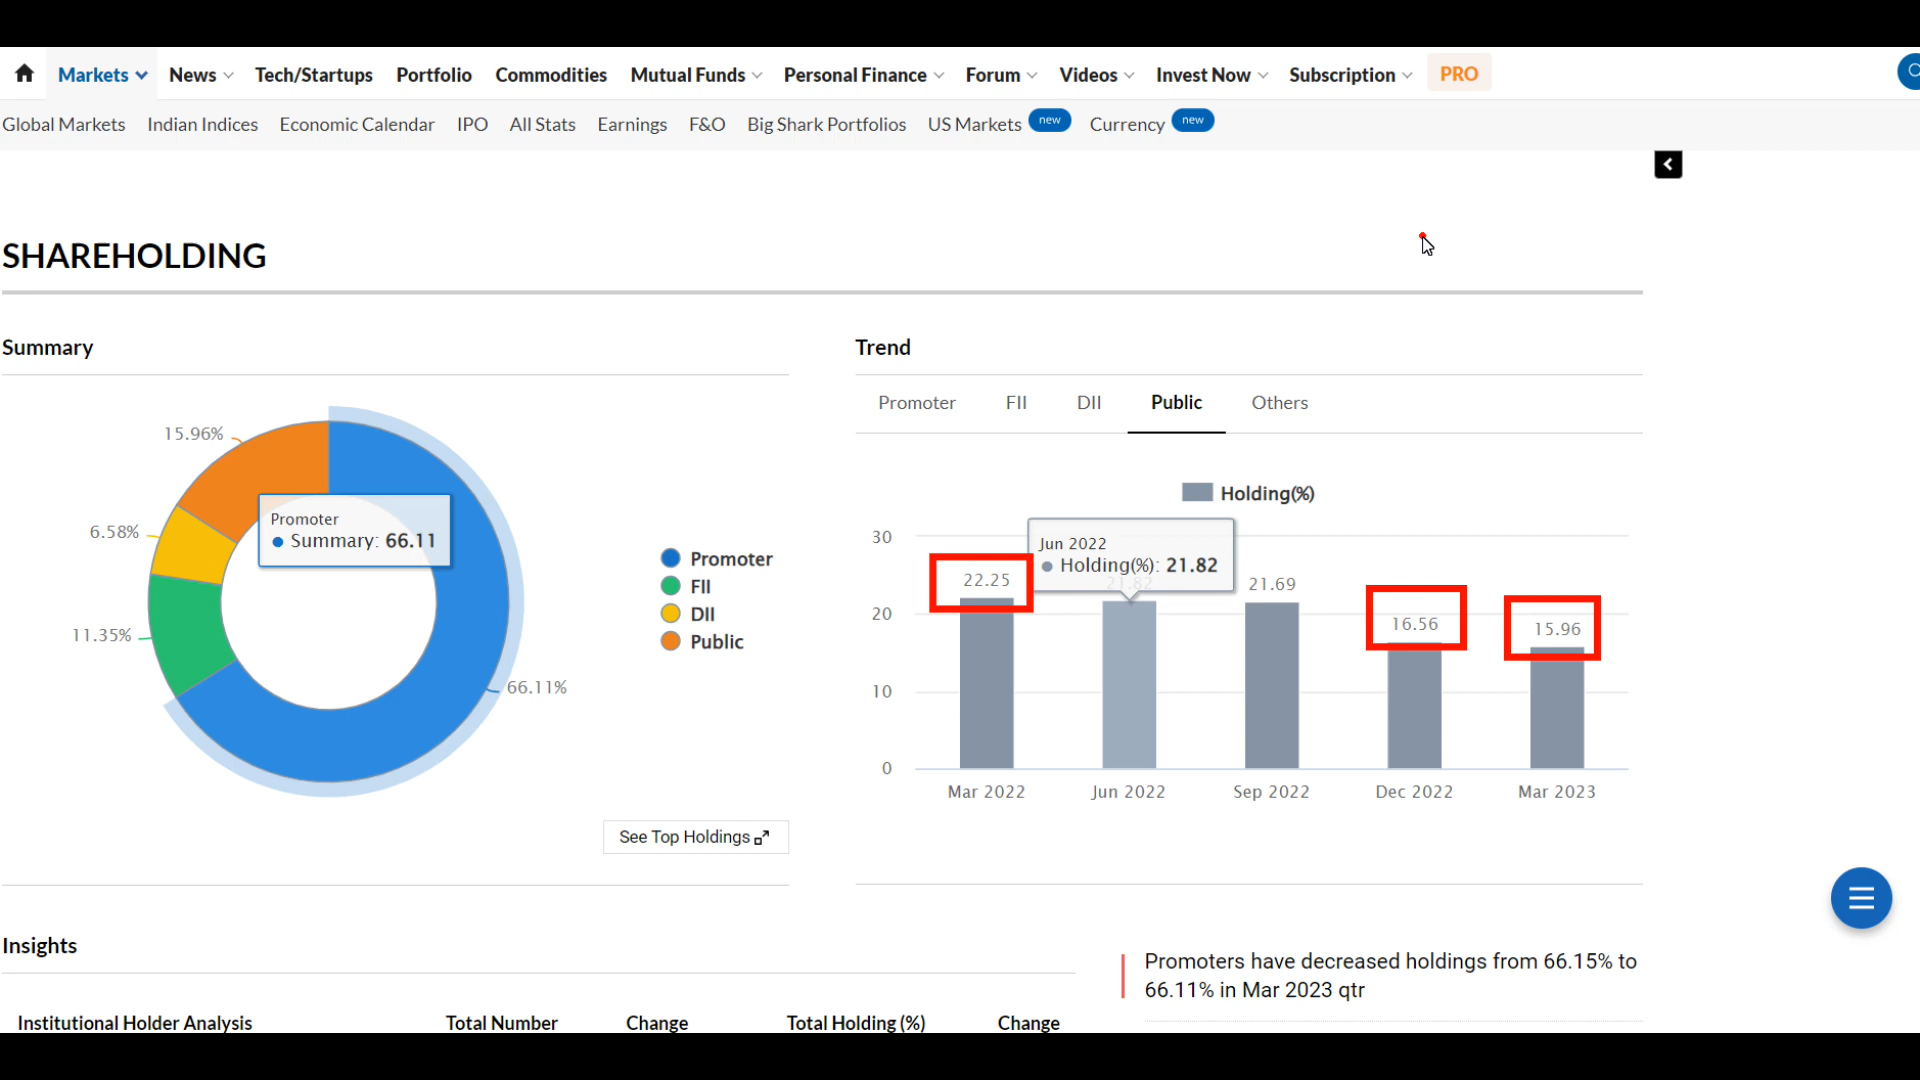 Markets News Tech/Startups Portfolio Commodities Mutual Funds Personal Finance Forum Videos Invest Now Subscription PRO
Global Markets Indian Indices Economic Calendar IPO All Stats Earnings F&O Big Shark Portfolios US Markets new Currency new
SHAREHOLDING
Summary
15.96%
6.58%
11.35%
66.11%
Promoter
Summary: 66.11
Promoter
FII
DII
Public
See Top Holdings
Trend
Promoter FII DII Public Others
Holding(%)
30
20
10
0
Jun 2022
Holding(%): 21.82
22.25 21.82 21.69 16.56 15.96
Mar 2022 Jun 2022 Sep 2022 Dec 2022 Mar 2023
Insights
Institutional Holder Analysis Total Number Change Total Holding (%) Change
Promoters have decreased holdings from 66.15% to
66.11% in Mar 2023 qtr